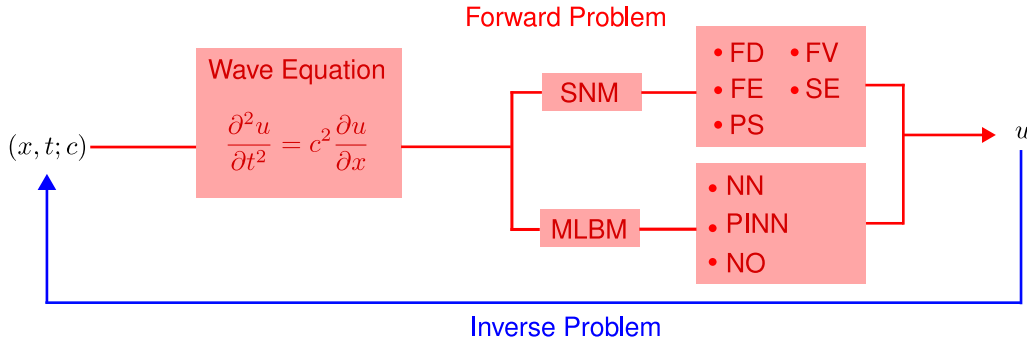 Forward Problem
Wave Equation
(x, t; c)
∂²u/∂t² = c² ∂u/∂x
SNM
• FD • FV
• FE • SE
• PS
u
MLBM
• NN
• PINN
• NO
Inverse Problem